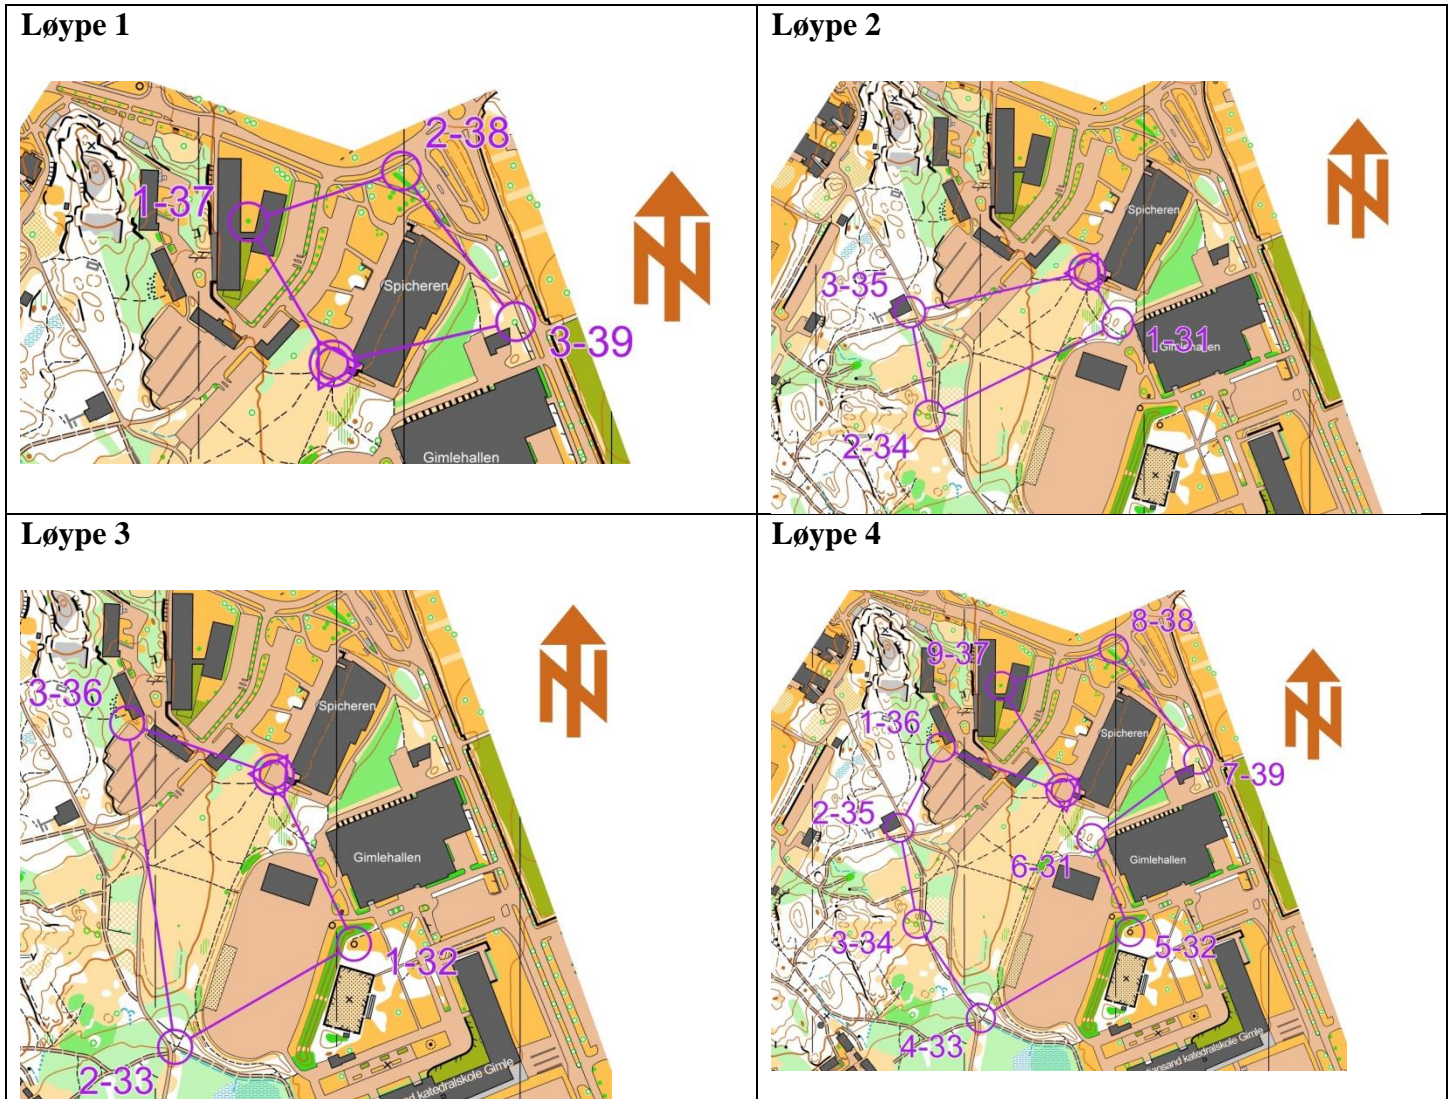 Løype 1
2-38
1-37
Spicheren
3-39
Gimlehallen
N
Løype 2
Spicheren
3-35
1-31
Gimlehallen
2-34
N
Løype 3
3-36
Spicheren
Gimlehallen
1-32
2-33
N
Løype 4
8-38
9-37
1-36
Spicheren
7-39
2-35
6-31
Gimlehallen
3-34
5-32
4-33
N